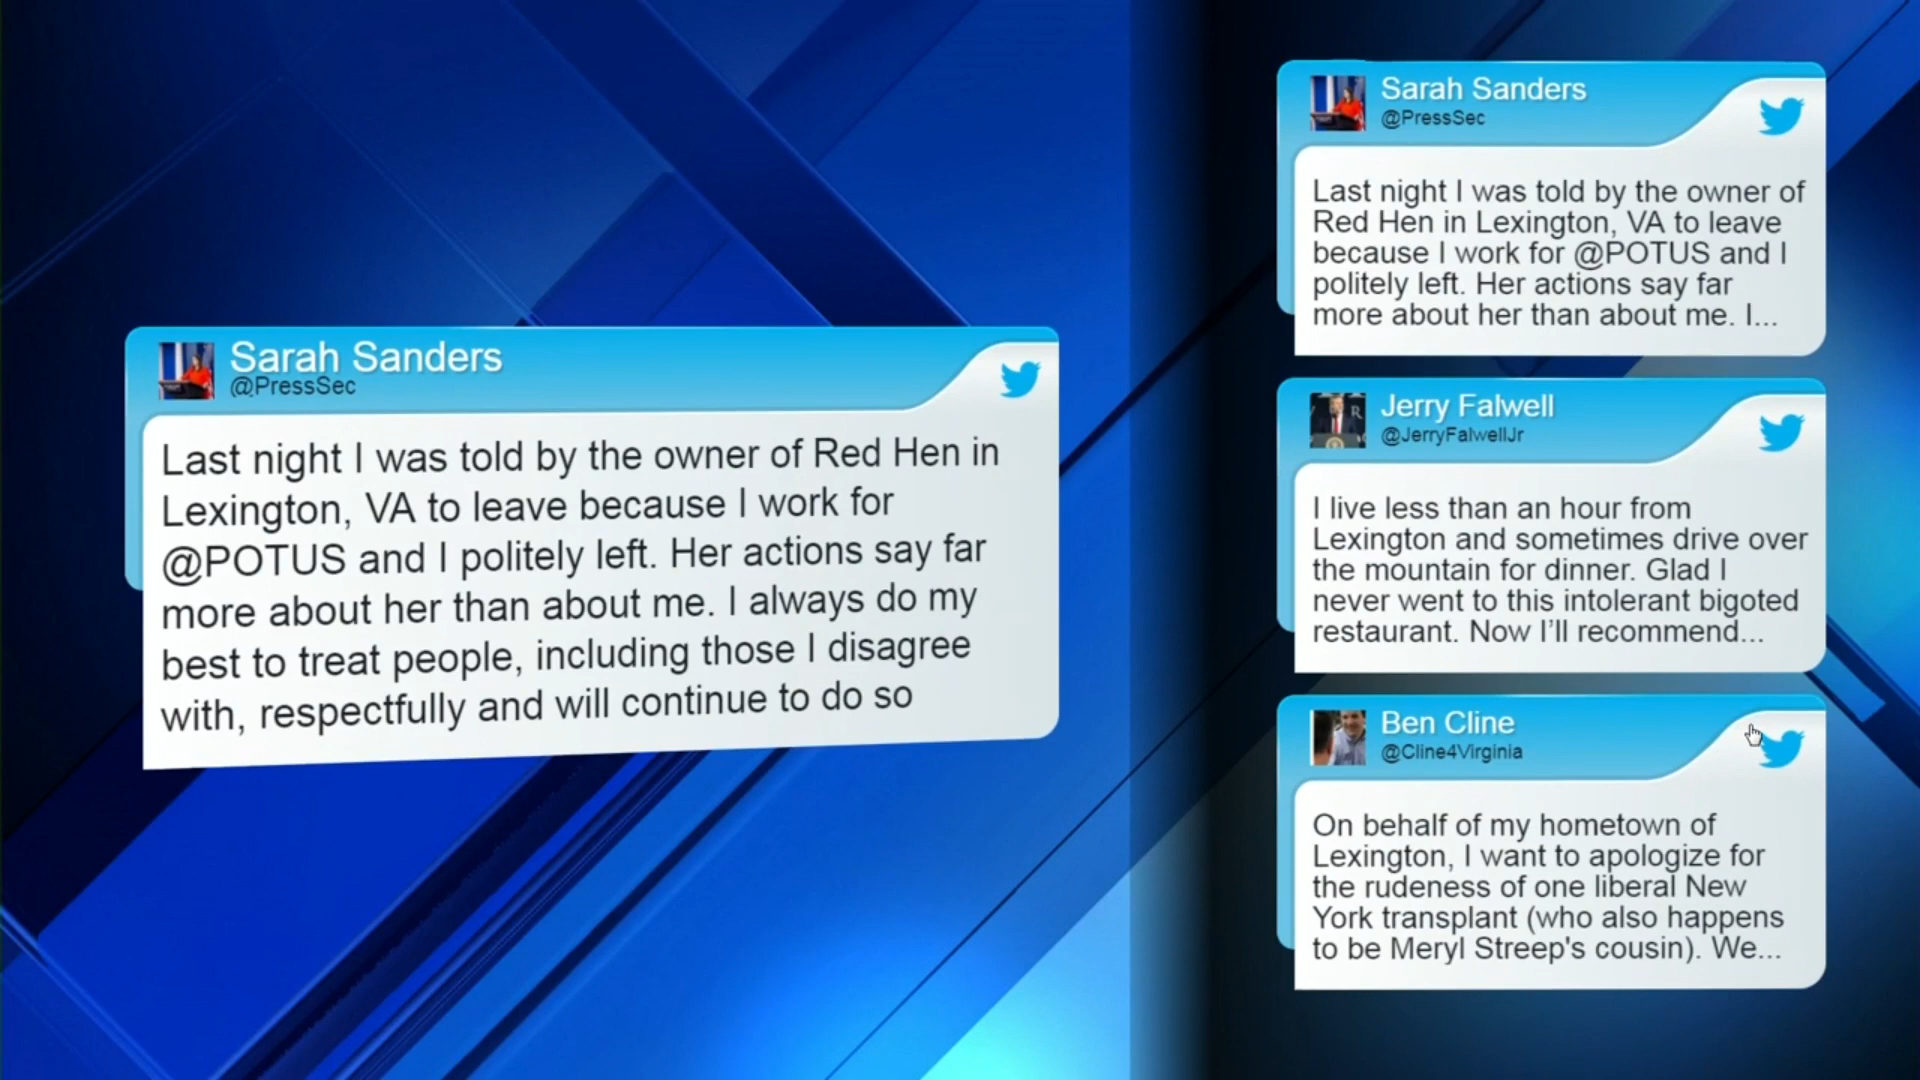 Sarah Sanders
@PressSec
Last night I was told by the owner of Red Hen in
Lexington, VA to leave because I work for
@POTUS and I politely left. Her actions say far
more about her than about me. I always do my
best to treat people, including those I disagree
with, respectfully and will continue to do so
Sarah Sanders
@PressSec
Last night I was told by the owner of
Red Hen in Lexington, VA to leave
because I work for @POTUS and I
politely left. Her actions say far
more about her than about me. I...
Jerry Falwell
@JerryFalwellJr
I live less than an hour from
Lexington and sometimes drive over
the mountain for dinner. Glad I
never went to this intolerant bigoted
restaurant. Now I’ll recommend...
Ben Cline
@Cline4Virginia
On behalf of my hometown of
Lexington, I want to apologize for
the rudeness of one liberal New
York transplant (who also happens
to be Meryl Streep's cousin). We...